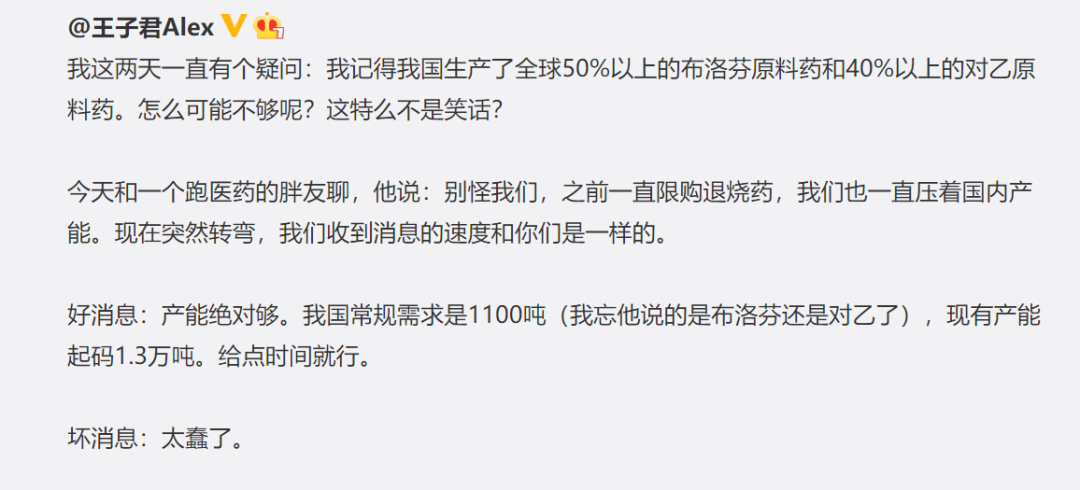 @王子君Alex
我这两天一直有个疑问：我记得我国生产了全球50%以上的布洛芬原料药和40%以上的对乙原
料药。怎么可能不够呢？这特么不是笑话？
今天和一个跑医药的胖友聊，他说：别怪我们，之前一直限购退烧药，我们也一直压着国内产
能。现在突然转弯，我们收到消息的速度和你们是一样的。
好消息：产能绝对够。我国常规需求是1100吨（我忘他说的是布洛芬还是对乙了），现有产能
起码1.3万吨。给点时间就行。
坏消息：太蠢了。